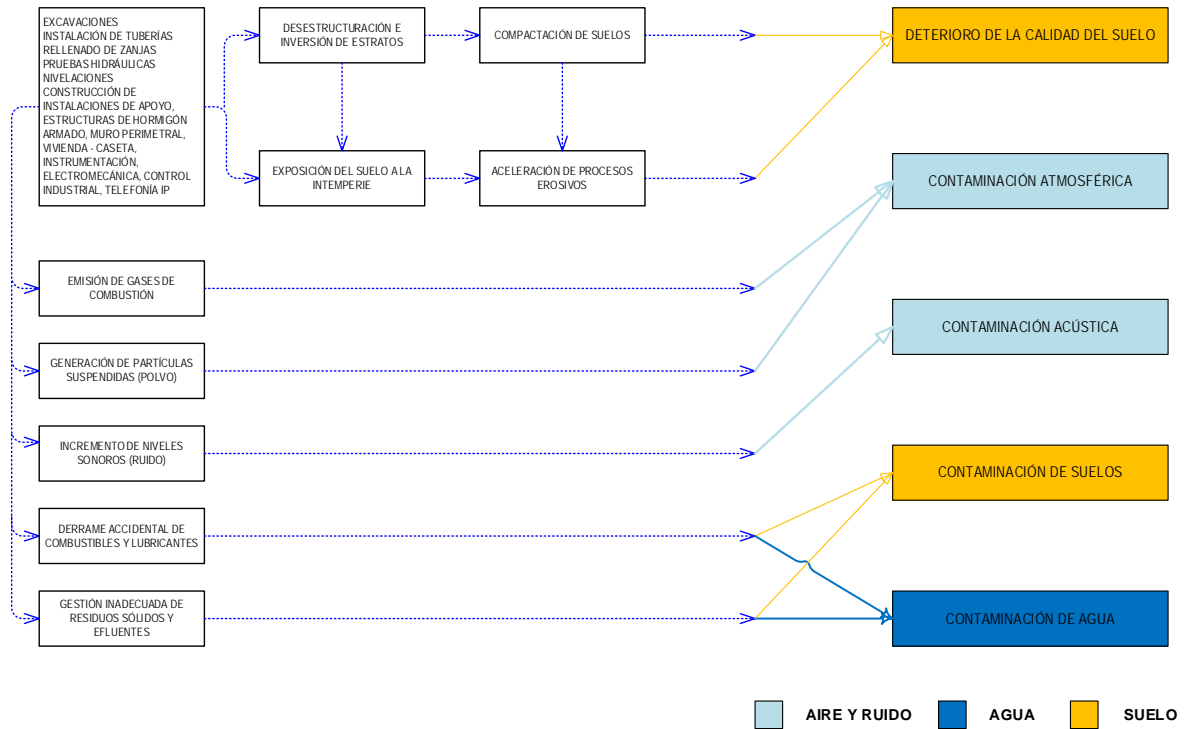 EXCAVACIONES
INSTALACIÓN DE TUBERÍAS
RELLENADO DE ZANJAS
PRUEBAS HIDRÁULICAS
NIVELACIONES
CONSTRUCCIÓN DE
INSTALACIONES DE APOYO,
ESTRUCTURAS DE HORMIGÓN
ARMADO, MURO PERIMETRAL,
VIVIENDA - CASETA,
INSTRUMENTACIÓN,
ELECTROMECÁNICA, CONTROL
INDUSTRIAL, TELEFONÍA IP
DESESTRUCTURACIÓN E
INVERSIÓN DE ESTRATOS
COMPACTACIÓN DE SUELOS
DETERIORO DE LA CALIDAD DEL SUELO
EXPOSICIÓN DEL SUELO A LA
INTEMPERIE
ACELERACIÓN DE PROCESOS
EROSIVOS
CONTAMINACIÓN ATMOSFÉRICA
EMISIÓN DE GASES DE
COMBUSTIÓN
CONTAMINACIÓN ACÚSTICA
GENERACIÓN DE PARTÍCULAS
SUSPENDIDAS (POLVO)
INCREMENTO DE NIVELES
SONOROS (RUIDO)
CONTAMINACIÓN DE SUELOS
DERRAME ACCIDENTAL DE
COMBUSTIBLES Y LUBRICANTES
GESTIÓN INADECUADA DE
RESIDUOS SÓLIDOS Y
EFLUENTES
CONTAMINACIÓN DE AGUA
AIRE Y RUIDO
AGUA
SUELO